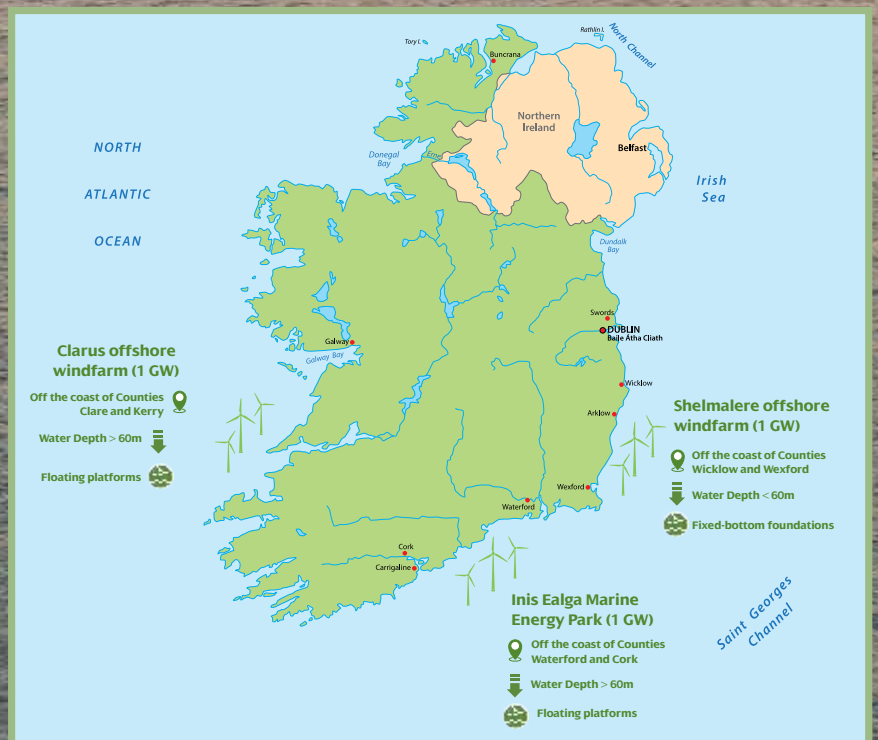 Tory I.
Rathlin I.
North Channel
Buncrana
Northern
Ireland
Belfast
Donegal
Bay
Erne
NORTH
ATLANTIC
OCEAN
Irish
Sea
Dundalk
Bay
Swords
DUBLIN
Baile Átha Cliath
Galway
Galway Bay
Wicklow
Arklow
Wexford
Waterford
Cork
Carrigaline
Clarus offshore
windfarm (1 GW)
Off the coast of Counties
Clare and Kerry
Water Depth > 60m
Floating platforms
Shelmalere offshore
windfarm (1 GW)
Off the coast of Counties
Wicklow and Wexford
Water Depth < 60m
Fixed-bottom foundations
Inis Ealga Marine
Energy Park (1 GW)
Off the coast of Counties
Waterford and Cork
Water Depth > 60m
Floating platforms
Saint Georges
Channel